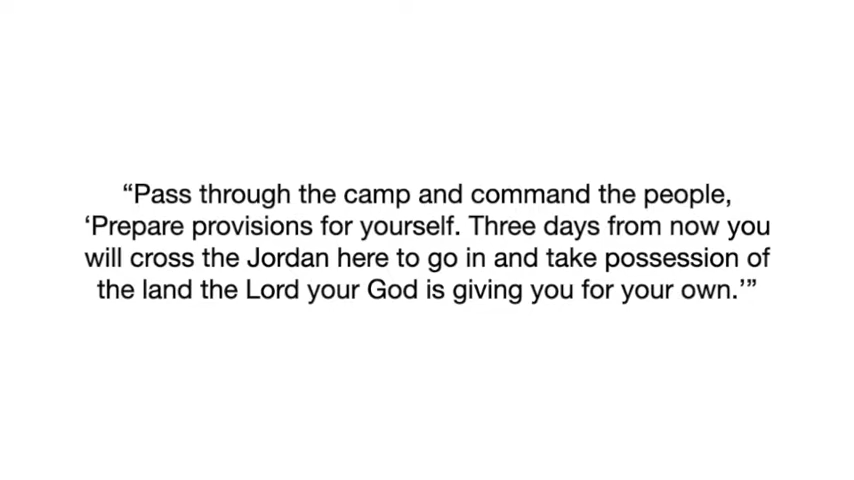 “Pass through the camp and command the people,
‘Prepare provisions for yourself. Three days from now you
will cross the Jordan here to go in and take possession of
the land the Lord your God is giving you for your own.’”